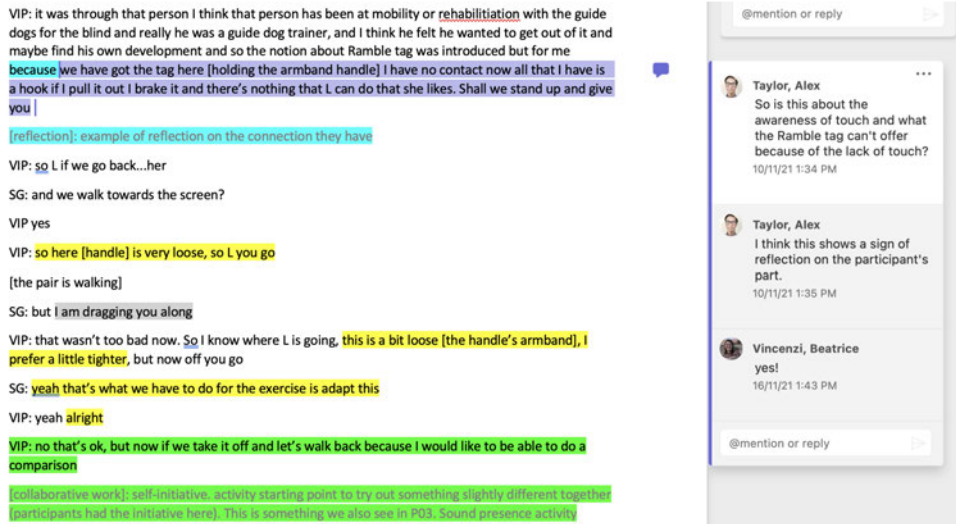 VIP: it was through that person I think that person has been at mobility or rehabilitiation with the guide
dogs for the blind and really he was a guide dog trainer, and I think he felt he wanted to get out of it and
maybe find his own development and so the notion about Ramble tag was introduced but for me
because we have got the tag here [holding the armband handle] I have no contact now all that I have is
a hook if I pull it out I brake it and there's nothing that L can do that she likes. Shall we stand up and give
you
[reflection]: example of reflection on the connection they have
VIP: so L if we go back...her
SG: and we walk towards the screen?
VIP yes
VIP: so here [handle] is very loose, so L you go
[the pair is walking]
SG: but I am dragging you along
VIP: that wasn't too bad now. So I know where L is going, this is a bit loose [the handle's armband], I
prefer a little tighter, but now off you go
SG: yeah that's what we have to do for the exercise is adapt this
VIP: yeah alright
VIP: no that's ok, but now if we take it off and let's walk back because I would like to be able to do a
comparison
[collaborative work]: self-initiative. activity starting point to try out something slightly different together
(participants had the initiative here). This is something we also see in P03. Sound presence activity
@mention or reply
Taylor, Alex
So is this about the
awareness of touch and what
the Ramble tag can't offer
because of the lack of touch?
10/11/21 1:34 PM
Taylor, Alex
I think this shows a sign of
reflection on the participant's
part.
10/11/21 1:35 PM
Vincenzi, Beatrice
yes!
16/11/21 1:43 PM
@mention or reply